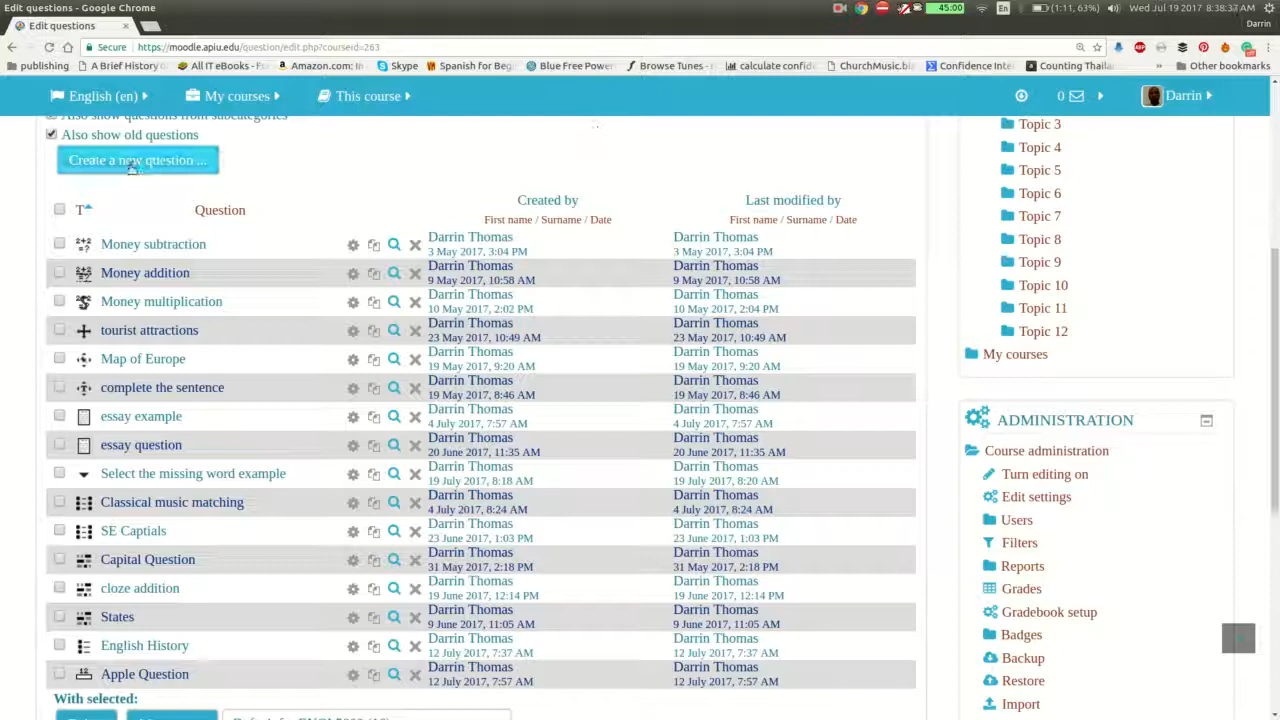 Edit questions × Darrin
45:00 (1:11, 63%) Wed Jul 19 2017 8:38:37 AM
Secure https://moodle.apiu.edu/question/edit.php?courseid=263
publishing A Brief History All IT eBooks - Fr Amazon.com: In Skype Spanish For Beg Blue Free Power Browse Tunes - calculate confid ChurchMusic.bi Confidence Inter Counting Thaila » Other bookmarks
English (en) My courses This course 0 Darrin
Also show questions from subcategories
Also show old questions
Create a new question ...
T Question Created by Last modified by
First name / Surname / Date First name / Surname / Date
Money subtraction Darrin Thomas Darrin Thomas
3 May 2017, 3:04 PM 3 May 2017, 3:04 PM
Money addition Darrin Thomas Darrin Thomas
9 May 2017, 10:58 AM 9 May 2017, 10:58 AM
Money multiplication Darrin Thomas Darrin Thomas
10 May 2017, 2:02 PM 10 May 2017, 2:04 PM
tourist attractions Darrin Thomas Darrin Thomas
23 May 2017, 10:49 AM 23 May 2017, 10:49 AM
Map of Europe Darrin Thomas Darrin Thomas
19 May 2017, 9:20 AM 19 May 2017, 9:20 AM
complete the sentence Darrin Thomas Darrin Thomas
19 May 2017, 8:46 AM 19 May 2017, 8:46 AM
essay example Darrin Thomas Darrin Thomas
4 July 2017, 7:57 AM 4 July 2017, 7:57 AM
essay question Darrin Thomas Darrin Thomas
20 June 2017, 11:35 AM 20 June 2017, 11:35 AM
Select the missing word example Darrin Thomas Darrin Thomas
19 July 2017, 8:18 AM 19 July 2017, 8:20 AM
Classical music matching Darrin Thomas Darrin Thomas
4 July 2017, 8:24 AM 4 July 2017, 8:24 AM
SE Captials Darrin Thomas Darrin Thomas
23 June 2017, 1:03 PM 23 June 2017, 1:03 PM
Capital Question Darrin Thomas Darrin Thomas
31 May 2017, 2:18 PM 31 May 2017, 2:18 PM
cloze addition Darrin Thomas Darrin Thomas
19 June 2017, 12:14 PM 19 June 2017, 12:14 PM
States Darrin Thomas Darrin Thomas
9 June 2017, 11:05 AM 9 June 2017, 11:05 AM
English History Darrin Thomas Darrin Thomas
12 July 2017, 7:37 AM 12 July 2017, 7:37 AM
Apple Question Darrin Thomas Darrin Thomas
12 July 2017, 7:57 AM 12 July 2017, 7:57 AM
With selected:
Topic 3
Topic 4
Topic 5
Topic 6
Topic 7
Topic 8
Topic 9
Topic 10
Topic 11
Topic 12
My courses
ADMINISTRATION
Course administration
Turn editing on
Edit settings
Users
Filters
Reports
Grades
Gradebook setup
Badges
Backup
Restore
Import